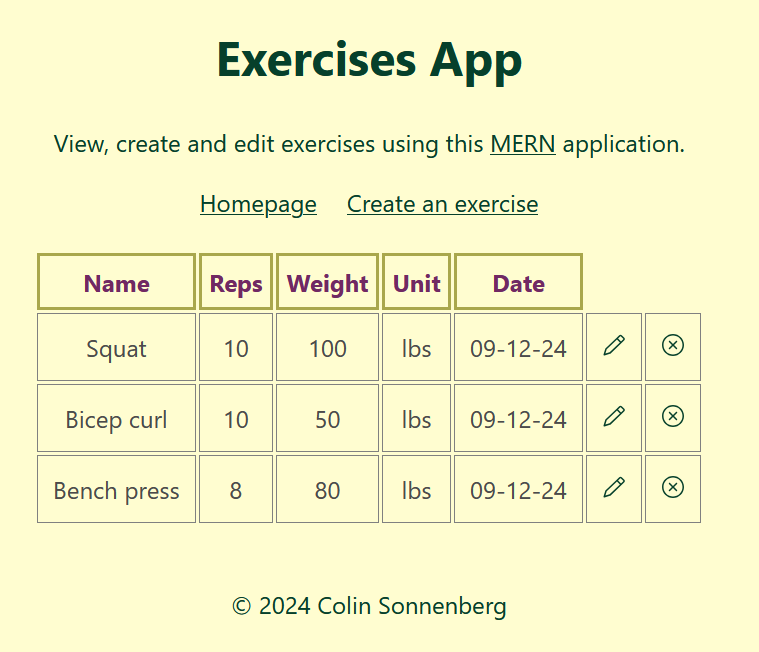 Exercises App
View, create and edit exercises using this MERN application.
Homepage Create an exercise
Name Reps Weight Unit Date
Squat 10 100 lbs 09-12-24
Bicep curl 10 50 lbs 09-12-24
Bench press 8 80 lbs 09-12-24
© 2024 Colin Sonnenberg